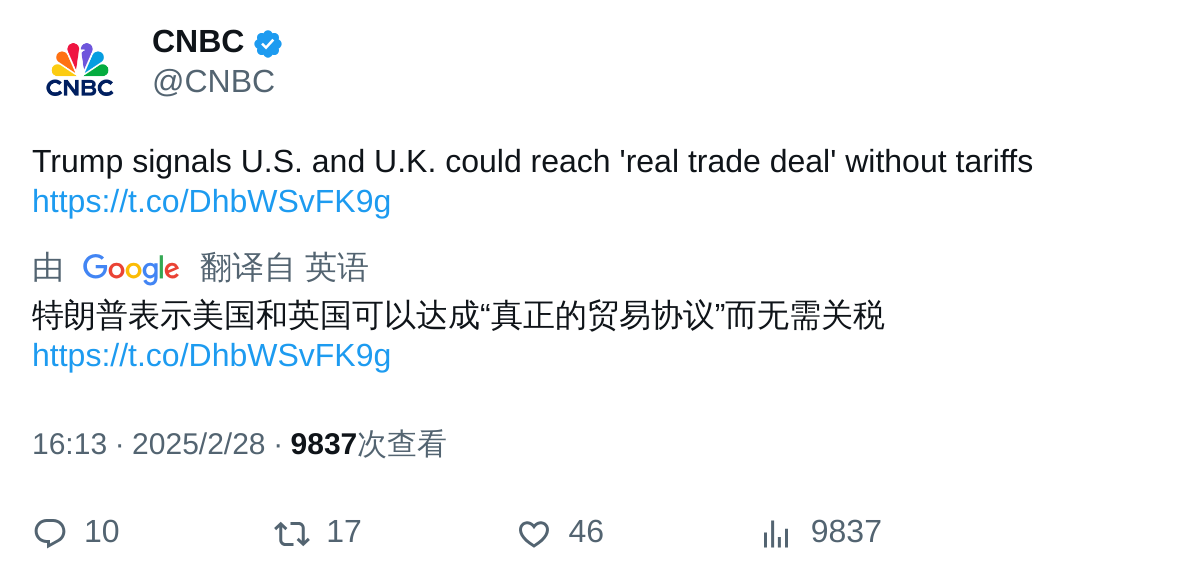 CNBC
CNBC
@CNBC
Trump signals U.S. and U.K. could reach 'real trade deal' without tariffs
https://t.co/DhbWSvFK9g
由 Google 翻译自 英语
特朗普表示美国和英国可以达成“真正的贸易协议”而无需关税
https://t.co/DhbWSvFK9g
16:13 · 2025/2/28 · 9837次查看
10 17 46 9837